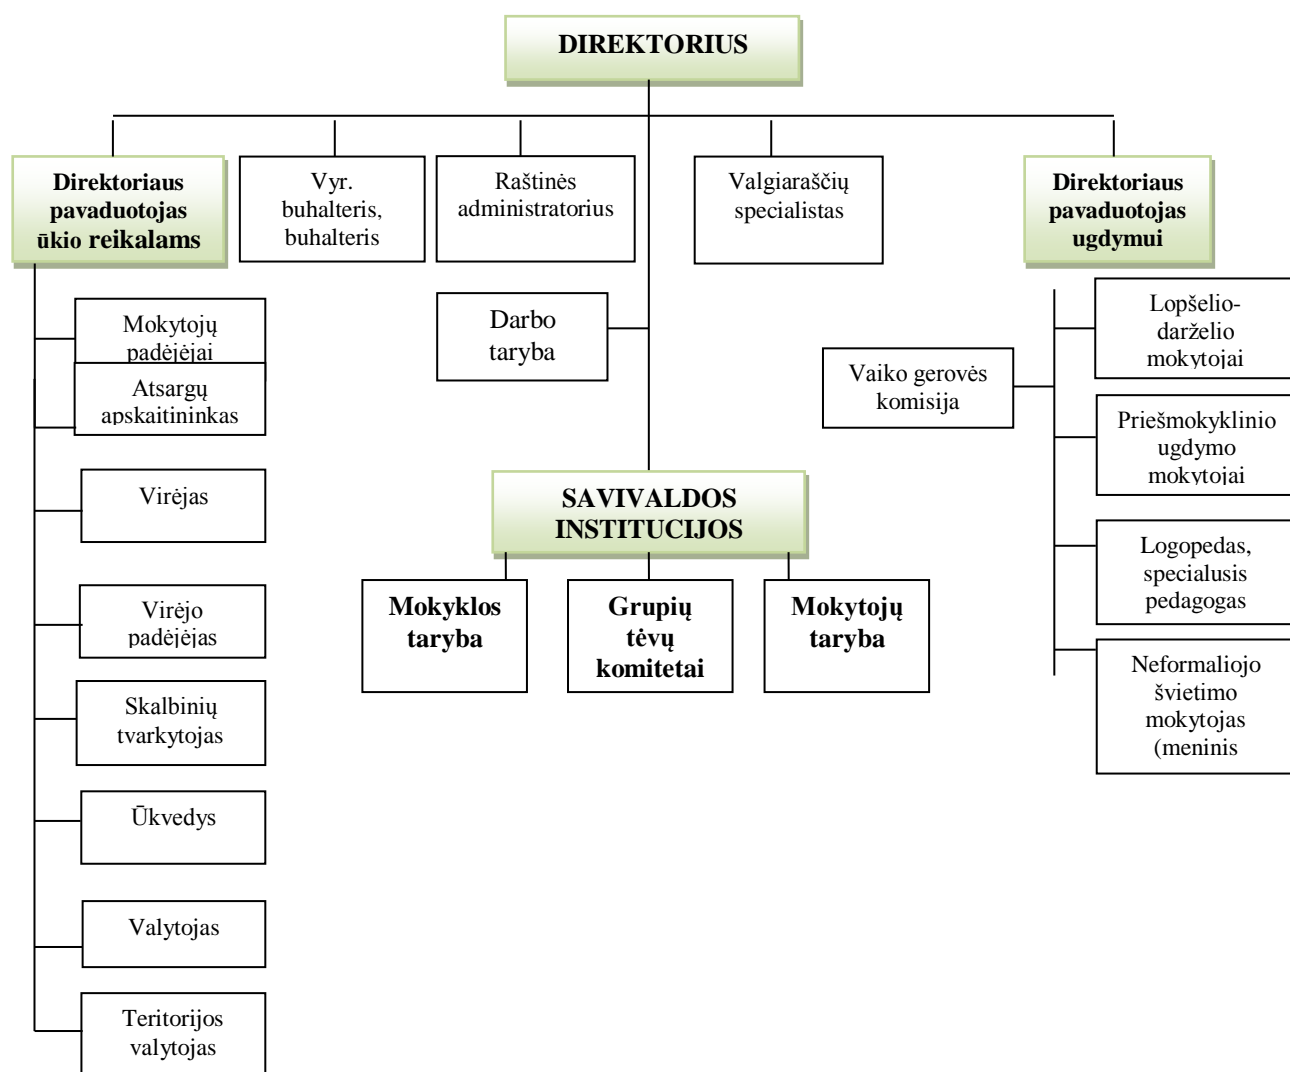 DIREKTORIUS
Direktoriaus
pavaduotojas
ūkio reikalams
Vyr.
buhalteris,
buhalteris
Raštinės
administratorius
Valgiaraščių
specialistas
Direktoriaus
pavaduotojas
ugdymui
Mokytojų
padėjėjai
Atsargų
apskaitininkas
Virėjas
Virėjo
padėjėjas
Skalbinių
tvarkytojas
Ūkvedys
Valytojas
Teritorijos
valytojas
Darbo
taryba
SAVIVALDOS
INSTITUCIJOS
Mokyklos
taryba
Grupių
tėvų
komitetai
Mokytojų
taryba
Vaiko gerovės
komisija
Lopšelio-
darželio
mokytojai
Priešmokyklinio
ugdymo
mokytojai
Logopedas,
specialusis
pedagogas
Neformaliojo
švietimo
mokytojas
(meninis